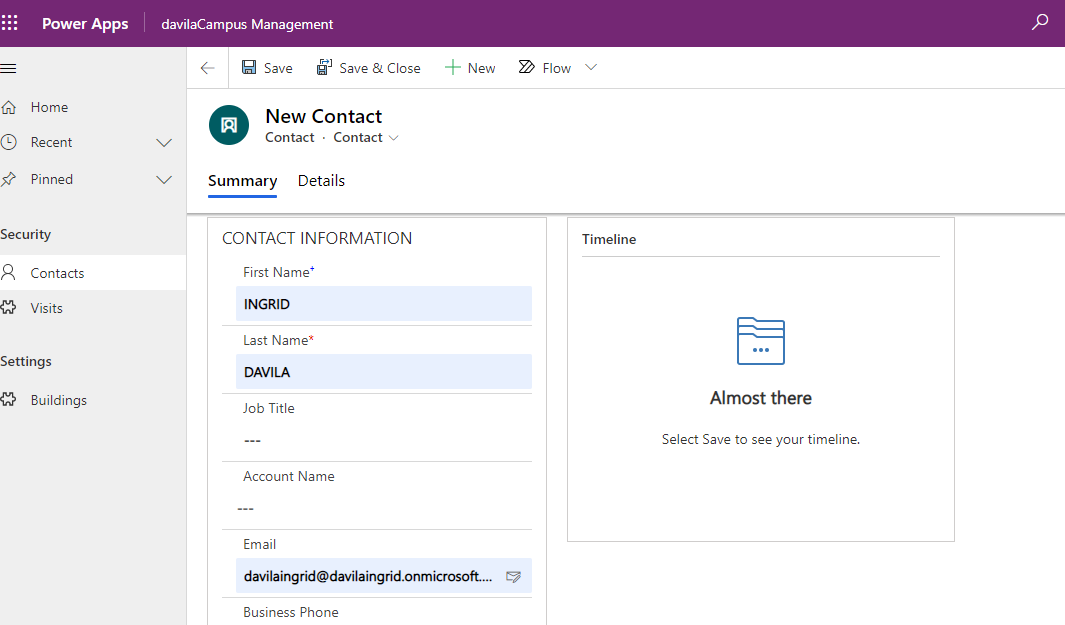 Power Apps davilaCampus Management
Save Save & Close New Flow
Home
Recent
Pinned
Security
Contacts
Visits
Settings
Buildings
New Contact
Contact · Contact
Summary Details
CONTACT INFORMATION
First Name*
INGRID
Last Name*
DAVILA
Job Title
---
Account Name
---
Email
davilaingrid@davilaingrid.onmicrosoft....
Business Phone
Timeline
Almost there
Select Save to see your timeline.